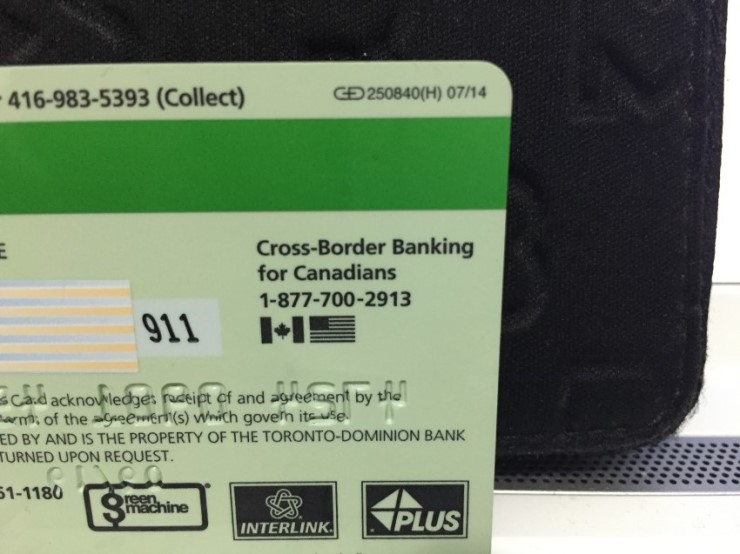 416-983-5393 (Collect)
250840(H) 07/14
E
Cross-Border Banking
for Canadians
1-877-700-2913
911
s Card acknowledges receipt of and agreement by the
of the agreement(s) which govern its use.
ED BY AND IS THE PROPERTY OF THE TORONTO-DOMINION BANK
TURNED UPON REQUEST.
51-1180
green machine
INTERLINK
PLUS